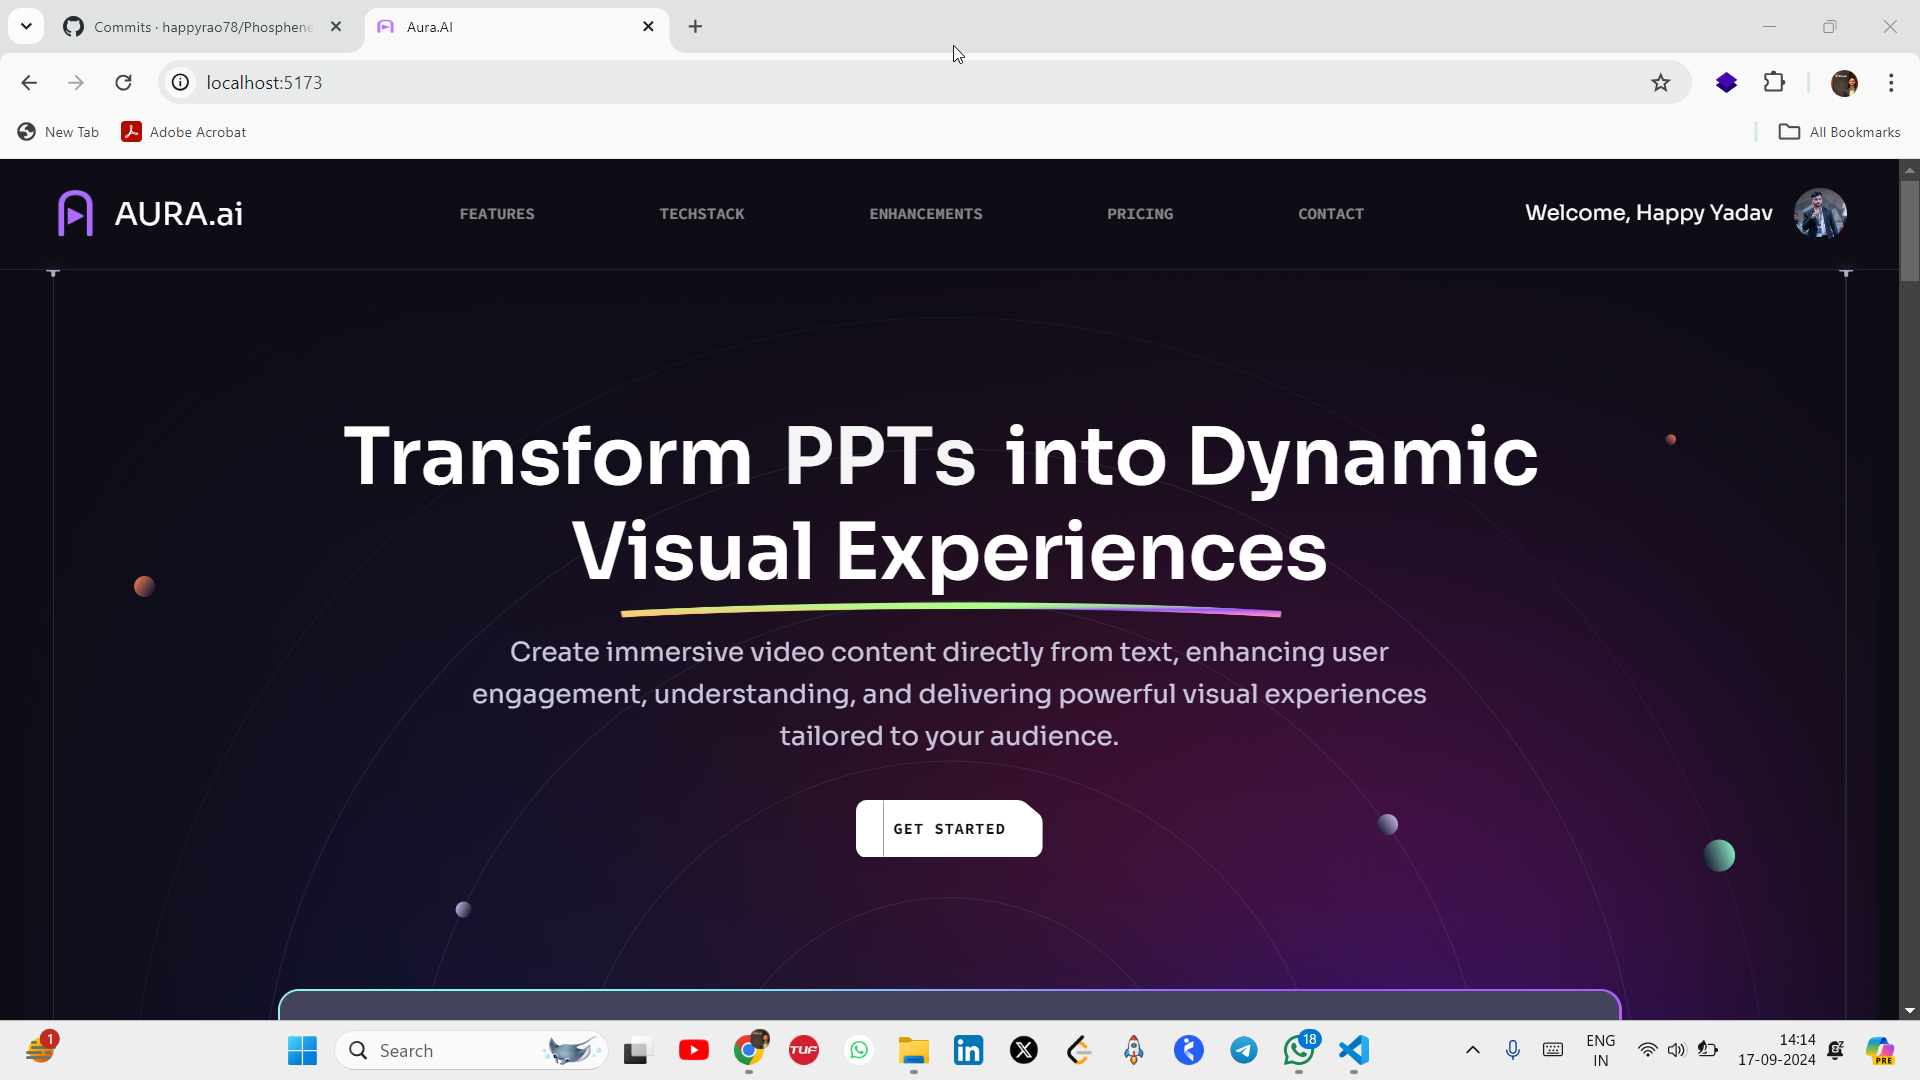 Commits · happyrao78/Phosphene
Aura.AI
localhost:5173
New Tab
Adobe Acrobat
All Bookmarks
AURA.ai
FEATURES
TECHSTACK
ENHANCEMENTS
PRICING
CONTACT
Welcome, Happy Yadav
Transform PPTs into Dynamic
Visual Experiences
Create immersive video content directly from text, enhancing user
engagement, understanding, and delivering powerful visual experiences
tailored to your audience.
GET STARTED
1
Search
TUF
18
ENG
IN
14:14
17-09-2024
PRE